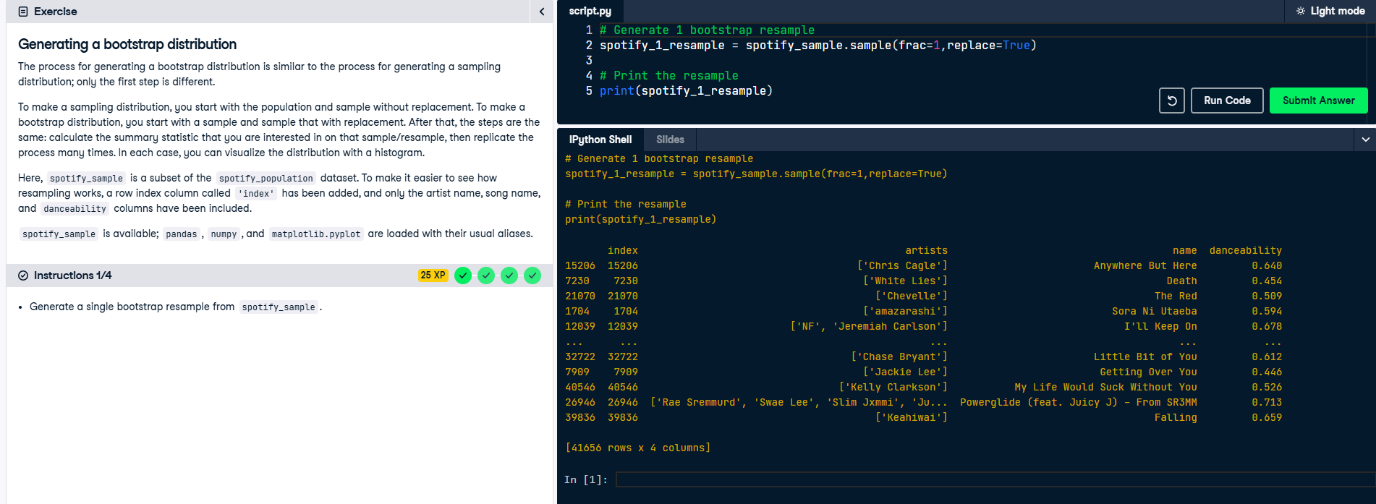 Exercise
Generating a bootstrap distribution
The process for generating a bootstrap distribution is similar to the process for generating a sampling
distribution; only the first step is different.
To make a sampling distribution, you start with the population and sample without replacement. To make a
bootstrap distribution, you start with a sample and sample that with replacement. After that, the steps are the
same: calculate the summary statistic that you are interested in on that sample/resample, then replicate the
process many times. In each case, you can visualize the distribution with a histogram.
Here, spotify_sample is a subset of the spotify_population dataset. To make it easier to see how
resampling works, a row index column called 'index' has been added, and only the artist name, song name,
and danceability columns have been included.
spotify_sample is available; pandas, numpy, and matplotlib.pyplot are loaded with their usual aliases.
Instructions 1/4 25 XP
• Generate a single bootstrap resample from spotify_sample.
script.py Light mode
1 # Generate 1 bootstrap resample
2 spotify_1_resample = spotify_sample.sample(frac=1,replace=True)
3
4 # Print the resample
5 print(spotify_1_resample)
Run Code Submit Answer
IPython Shell Slides
# Generate 1 bootstrap resample
spotify_1_resample = spotify_sample.sample(frac=1,replace=True)
# Print the resample
print(spotify_1_resample)
index artists name danceability
15206 15206 ['Chris Cagle'] Anywhere But Here 0.640
7230 7230 ['White Lies'] Death 0.454
21070 21070 ['Chevelle'] The Red 0.509
1704 1704 ['amazarashi'] Sora Ni Utaeba 0.594
12039 12039 ['NF', 'Jeremiah Carlson'] I'll Keep On 0.678
... ... ... ... ...
32722 32722 ['Chase Bryant'] Little Bit of You 0.612
7909 7909 ['Jackie Lee'] Getting Over You 0.446
40546 40546 ['Kelly Clarkson'] My Life Would Suck Without You 0.526
26946 26946 ['Rae Sremmurd', 'Swae Lee', 'Slim Jxmmi', 'Ju... Powerglide (feat. Juicy J) - From SR3MM 0.713
39836 39836 ['Keahiwai'] Falling 0.659
[41656 rows x 4 columns]
In [1]: